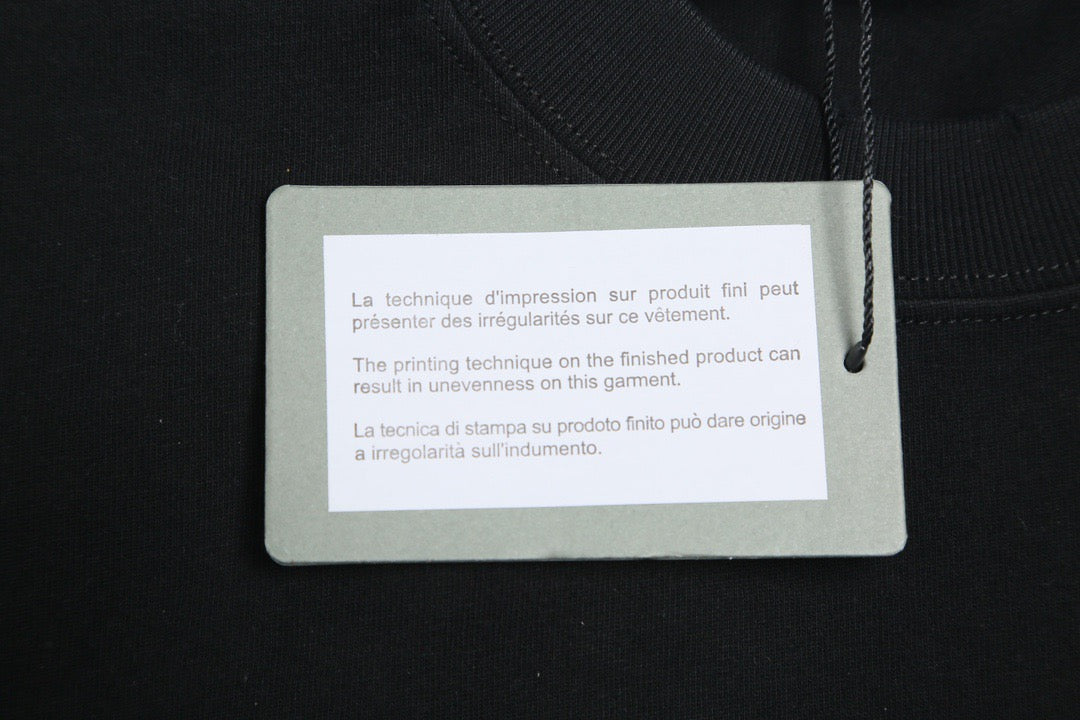 La technique d'impression sur produit fini peut
présenter des irrégularités sur ce vêtement.
The printing technique on the finished product can
result in unevenness on this garment.
La tecnica di stampa su prodoto finito può dare origine
a irregolarità sull'indumento.